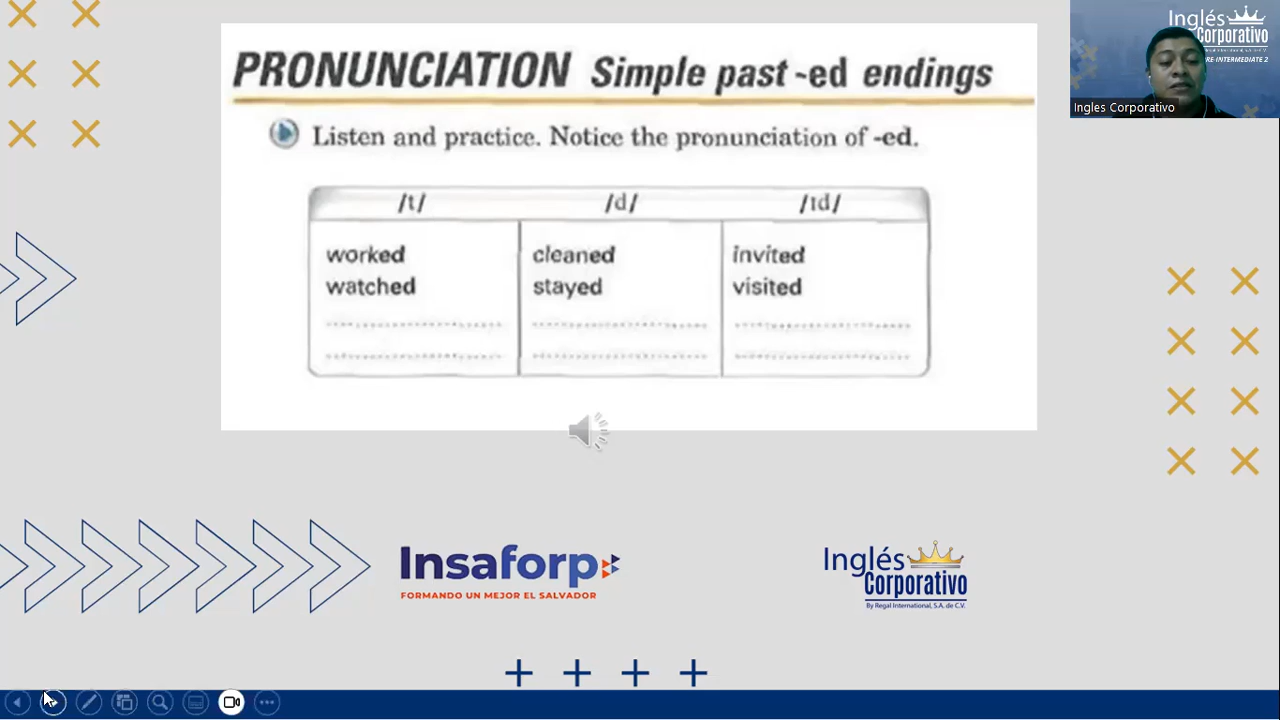 PRONUNCIATION Simple past -ed endings
Listen and practice. Notice the pronunciation of -ed.
/t/ /d/ /ɪd/
worked cleaned invited
watched stayed visited
Inglés
Corporativo
PRE-INTERMEDIATE 2
Ingles Corporativo
Insaforp
FORMANDO UN MEJOR EL SALVADOR
Inglés
Corporativo
By Regal International, S.A. de C.V.